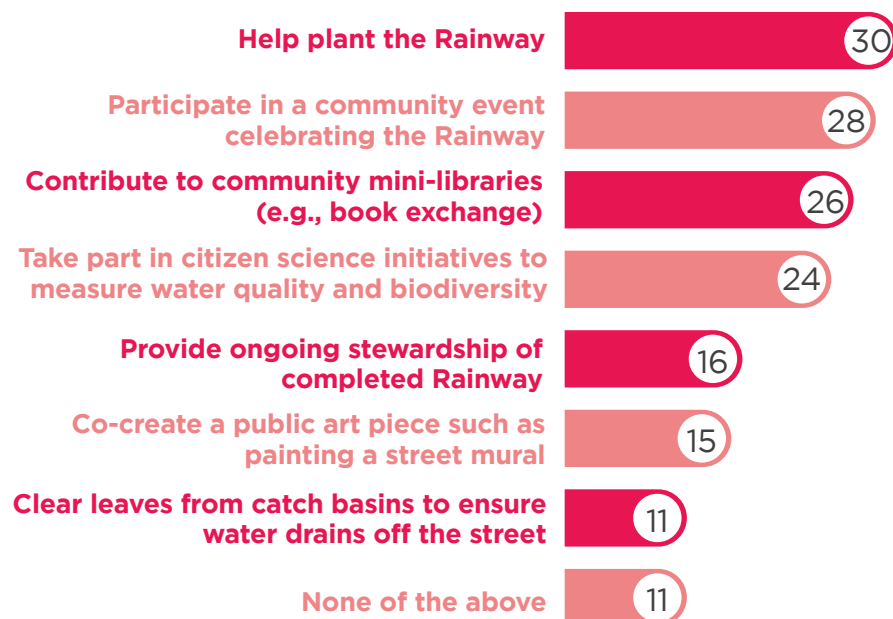 Help plant the Rainway
30
Participate in a community event
celebrating the Rainway
28
Contribute to community mini-libraries
(e.g., book exchange)
26
Take part in citizen science initiatives to
measure water quality and biodiversity
24
Provide ongoing stewardship of
completed Rainway
16
Co-create a public art piece such as
painting a street mural
15
Clear leaves from catch basins to ensure
water drains off the street
11
None of the above
11